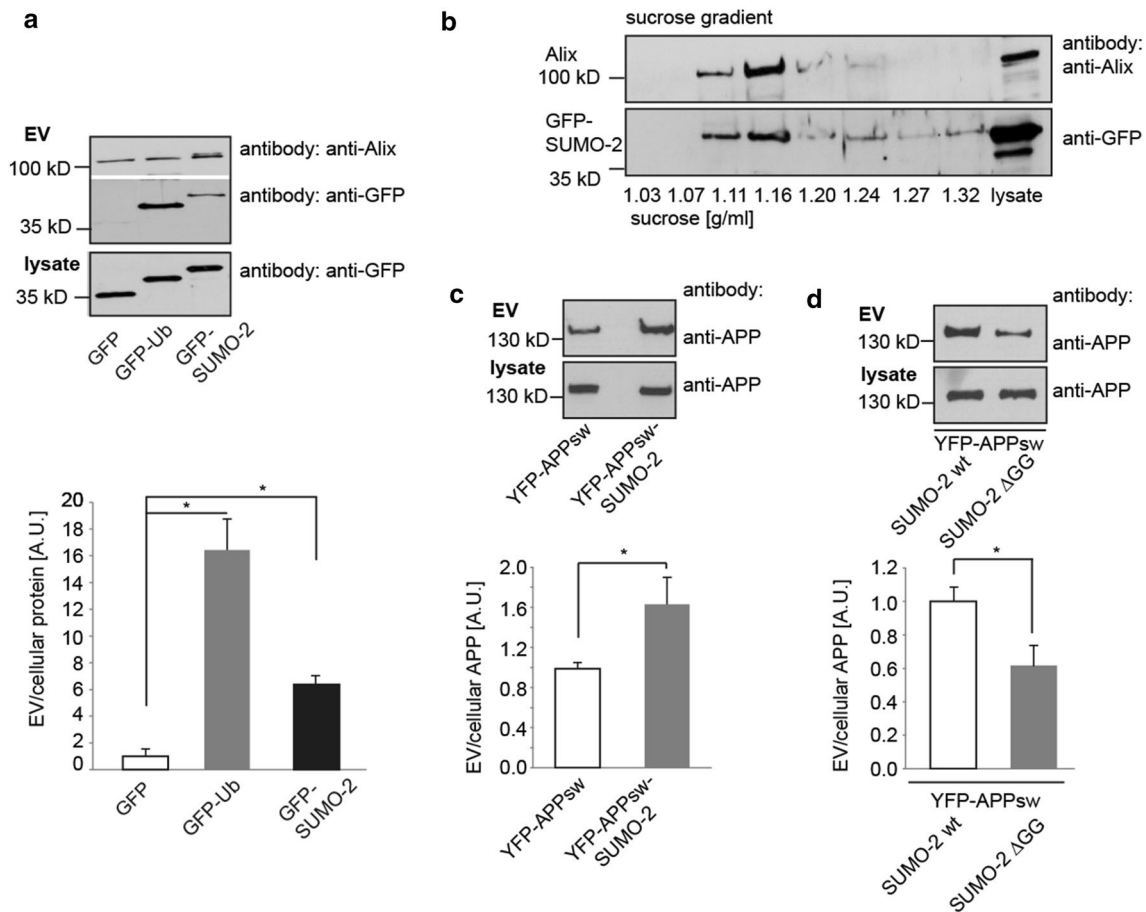 a
EV
100 kD
antibody: anti-Alix
antibody: anti-GFP
35 kD
lysate
antibody: anti-GFP
35 kD
GFP
GFP-Ub
GFP-
SUMO-2
EV/cellular protein [A.U.]
20
18
16
14
12
10
8
6
4
2
0
*
*
GFP
GFP-Ub
GFP-
SUMO-2
b
sucrose gradient
Alix
100 kD
antibody:
anti-Alix
GFP-
SUMO-2
35 kD
anti-GFP
1.03 1.07 1.11 1.16 1.20 1.24 1.27 1.32 lysate
sucrose [g/ml]
c
antibody:
EV
130 kD
anti-APP
lysate
130 kD
anti-APP
YFP-APPsw
YFP-APPsw-
SUMO-2
EV/cellular APP [A.U.]
2.0
1.6
1.2
0.8
0.4
0.0
*
YFP-APPsw
YFP-APPsw-
SUMO-2
d
antibody:
EV
130 kD
anti-APP
lysate
130 kD
anti-APP
YFP-APPsw
SUMO-2 wt
SUMO-2 ΔGG
EV/cellular APP [A.U.]
1.2
1.0
0.8
0.6
0.4
0.2
0.0
*
YFP-APPsw
SUMO-2 wt
SUMO-2 ΔGG